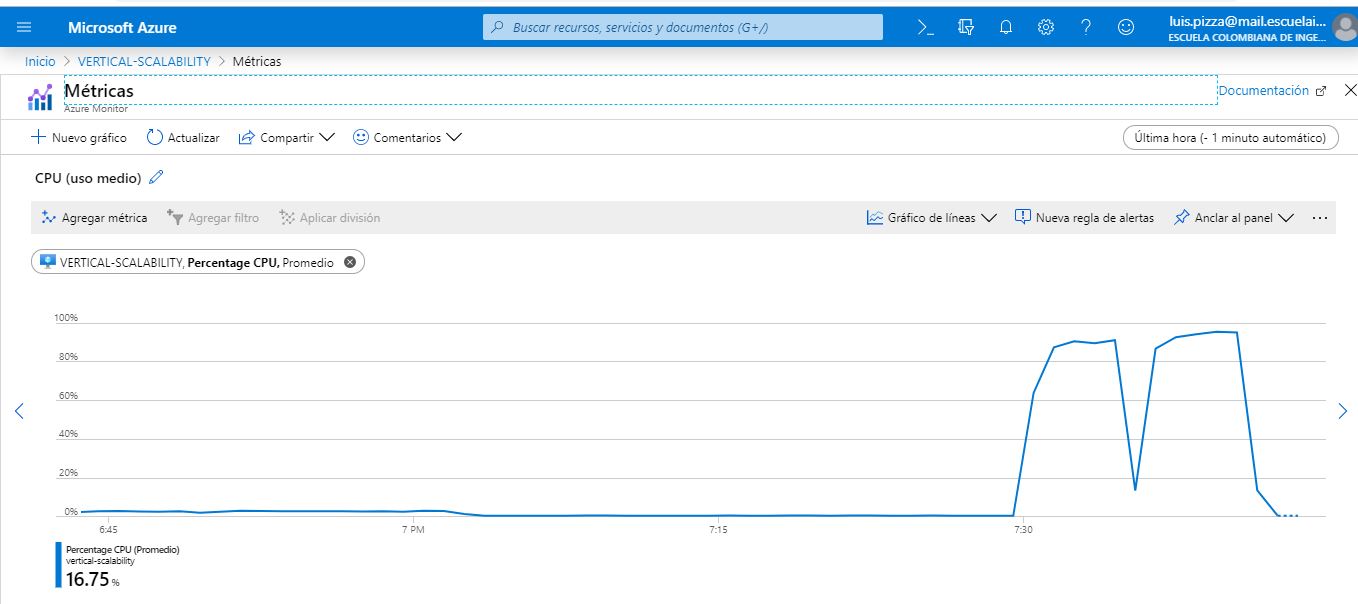 Microsoft Azure
Buscar recursos, servicios y documentos (G+/)
luis.pizza@mail.escuelai...
ESCUELA COLOMBIANA DE INGE...
Inicio > VERTICAL-SCALABILITY > Métricas
Métricas
Azure Monitor
Documentación
Nuevo gráfico
Actualizar
Compartir
Comentarios
Última hora (- 1 minuto automático)
CPU (uso medio)
Agregar métrica
Agregar filtro
Aplicar división
Gráfico de líneas
Nueva regla de alertas
Anclar al panel
VERTICAL-SCALABILITY, Percentage CPU, Promedio
100%
80%
60%
40%
20%
0%
6:45
7 PM
7:15
7:30
Percentage CPU (Promedio)
vertical-scalability
16.75 %